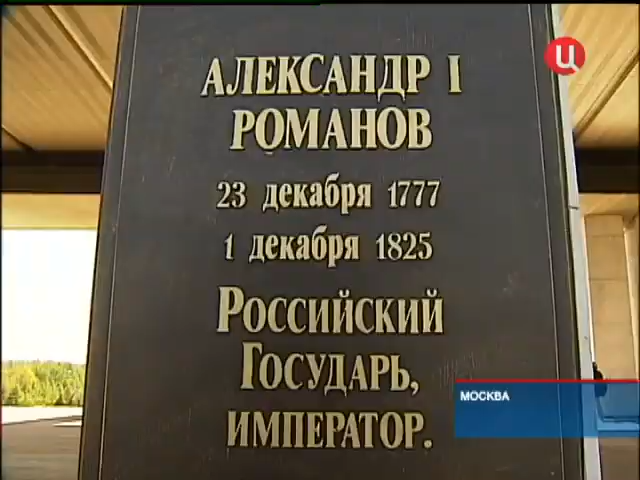 Ц
АЛЕКСАНДР I
РОМАНОВ
23 декабря 1777
1 декабря 1825
РОССИЙСКИЙ
ГОСУДАРЬ,
ИМПЕРАТОР.
МОСКВА